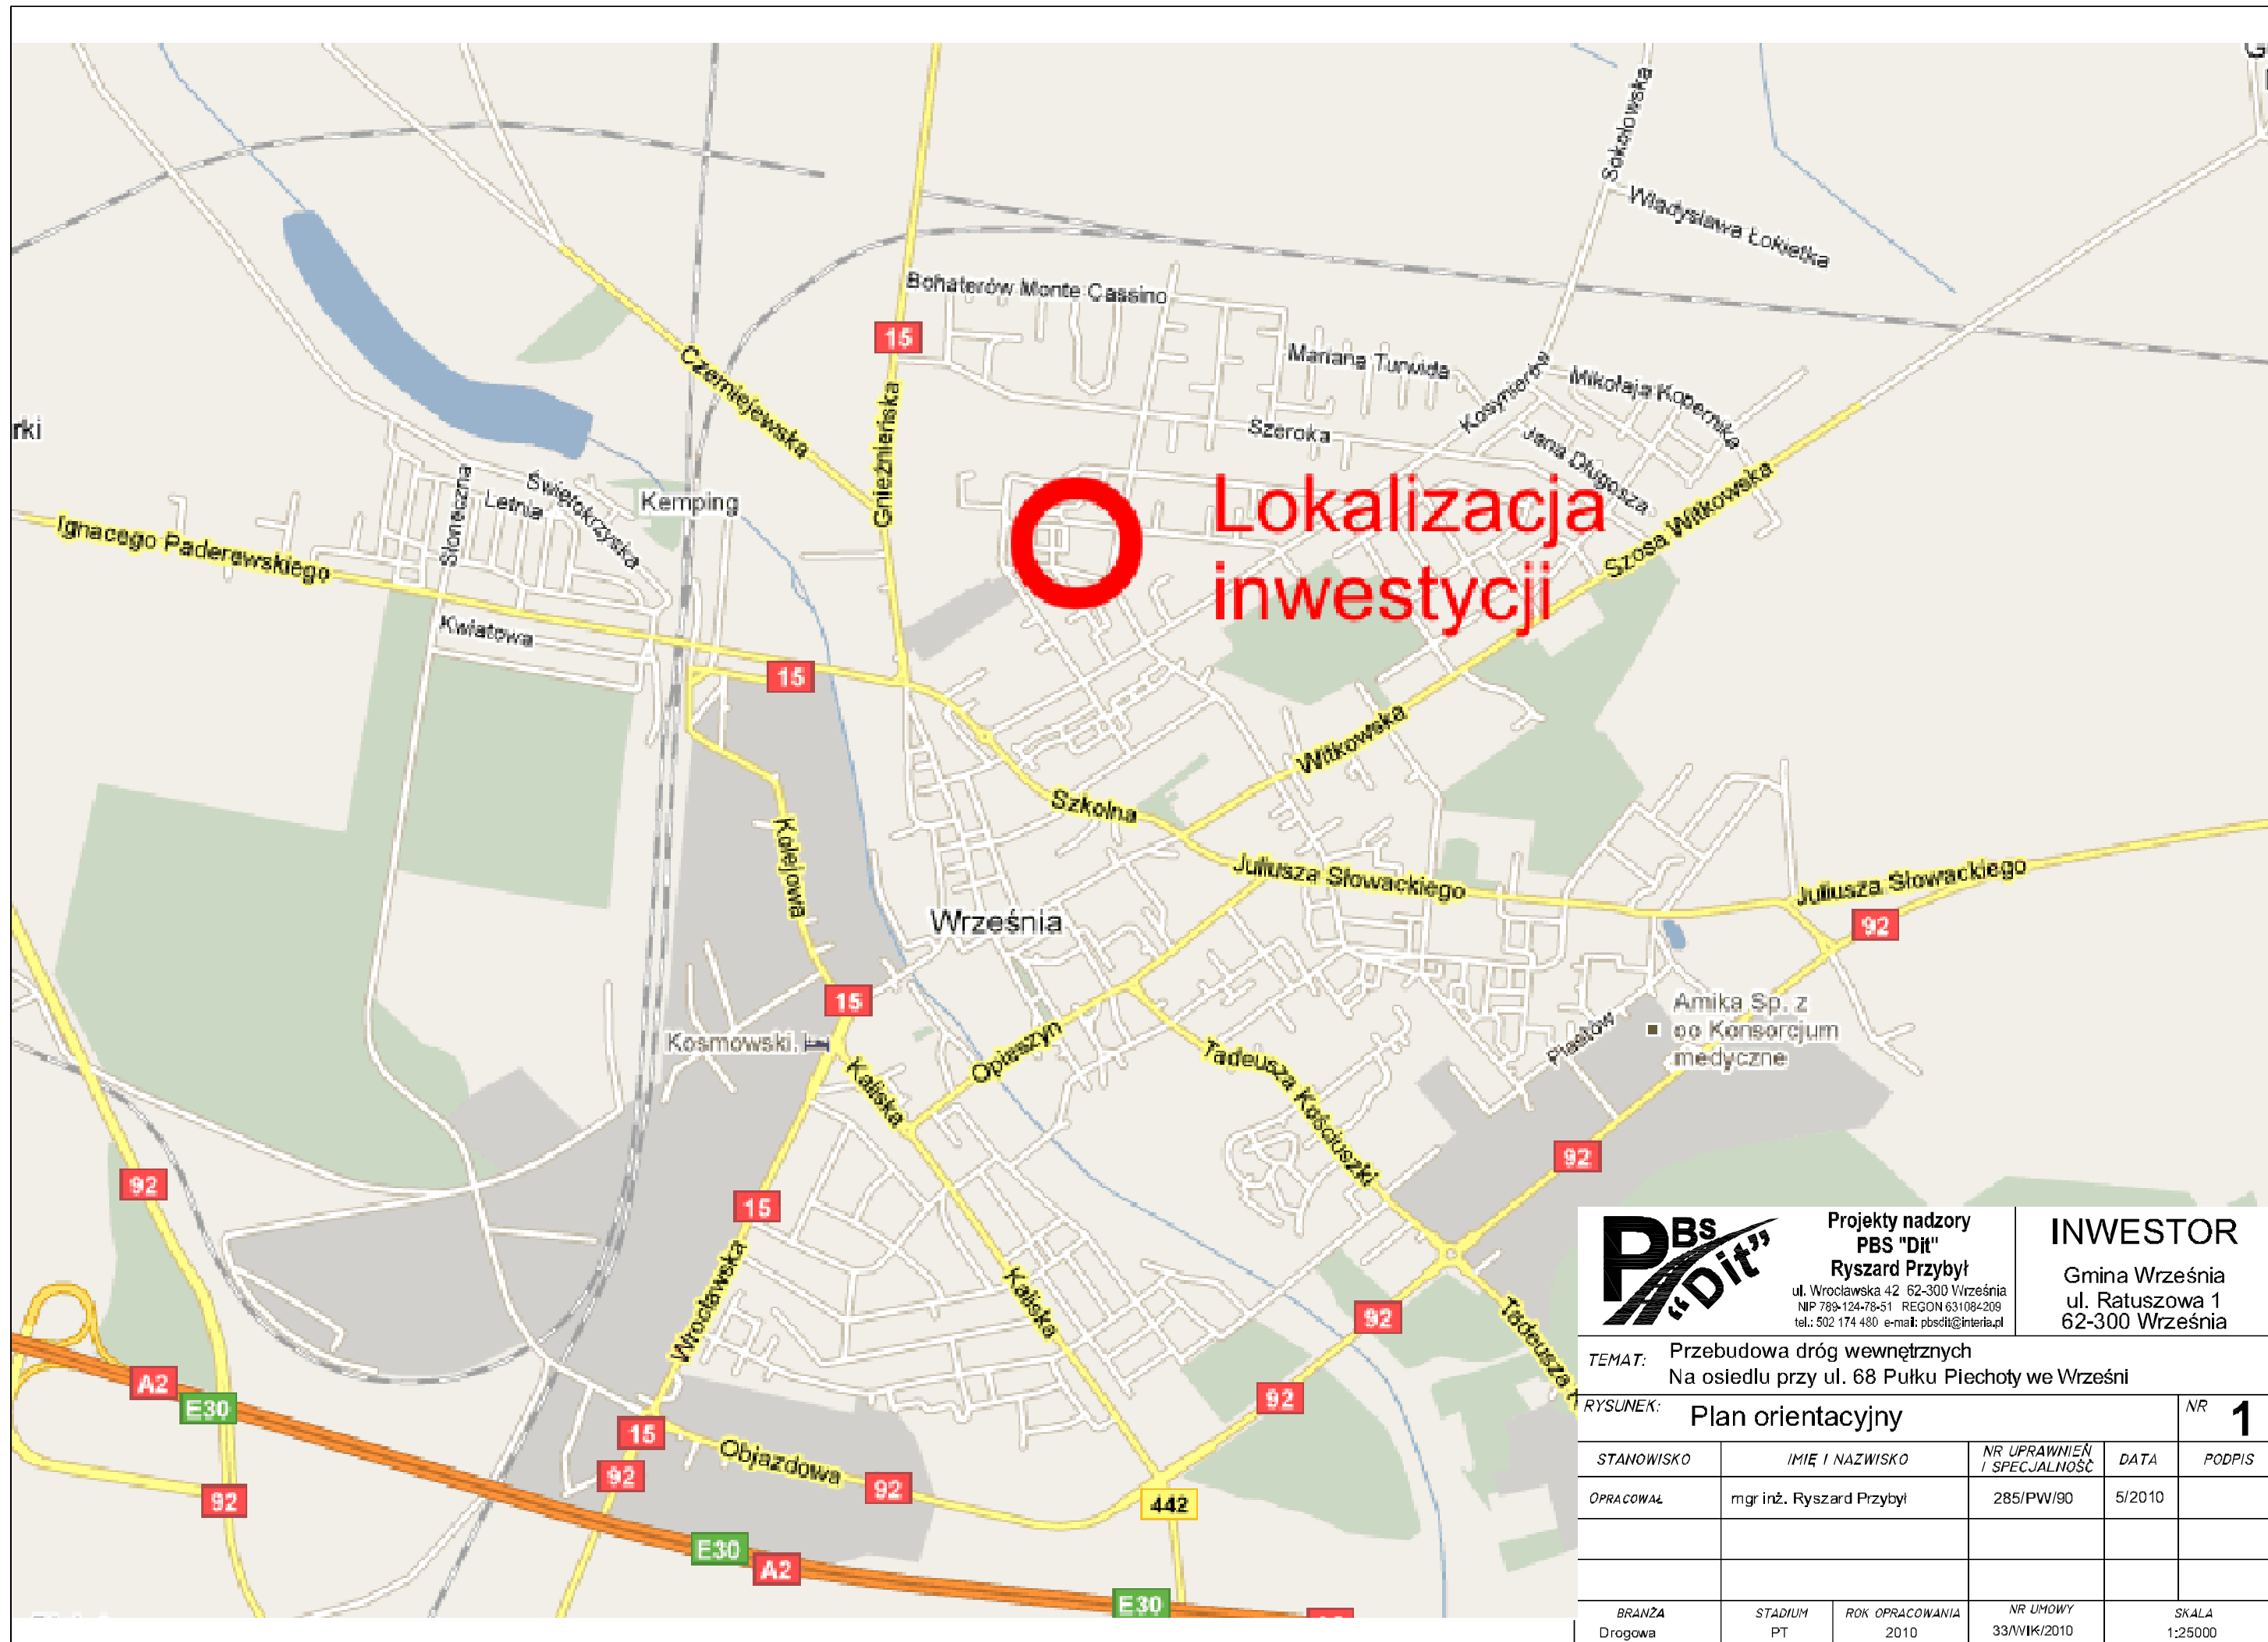 Sokołowska
Władysława Łokietka
Bohaterów Monte Cassino
15
Czerniejewska
Gnieźnieńska
Mariana Turwida
Kosynierów
Mikołaja Kopernika
Szeroka
Jana Długosza
rki
Słoneczna
Świętokrzyska
Letnia
Kemping
Lokalizacja
inwestycji
Szosa Witkowska
Ignacego Paderewskiego
Kwiatowa
15
Witkowska
Szkolna
Kolejowa
Juliusza Słowackiego
Juliusza Słowackiego
92
Września
15
Kosmowski.
Amika Sp. z
oo Konsorcjum
medyczne
Piastów
Opieszyn
Kaliska
Tadeusza Kościuszki
92
92
15
Wrocławska
Kaliska
92
Tadeusza
A2
E30
92
15
92
Objazdowa
92
92
442
E30
A2
E30
PBS
"Dit"
Projekty nadzory
PBS "Dit"
Ryszard Przybył
ul. Wrocławska 42 62-300 Września
NIP 789-124-78-51 REGON 631084209
tel.: 502 174 480 e-mail: pbsdit@interia.pl
INWESTOR
Gmina Września
ul. Ratuszowa 1
62-300 Września
TEMAT: Przebudowa dróg wewnętrznych
Na osiedlu przy ul. 68 Pułku Piechoty we Wrześni
RYSUNEK: Plan orientacyjny NR 1
STANOWISKO IMIĘ I NAZWISKO NR UPRAWNIEŃ I SPECJALNOŚĆ DATA PODPIS
OPRACOWAŁ mgr inż. Ryszard Przybył 285/PW/90 5/2010
BRANŻA STADIUM ROK OPRACOWANIA NR UMOWY SKALA
Drogowa PT 2010 33/WIK/2010 1:25000